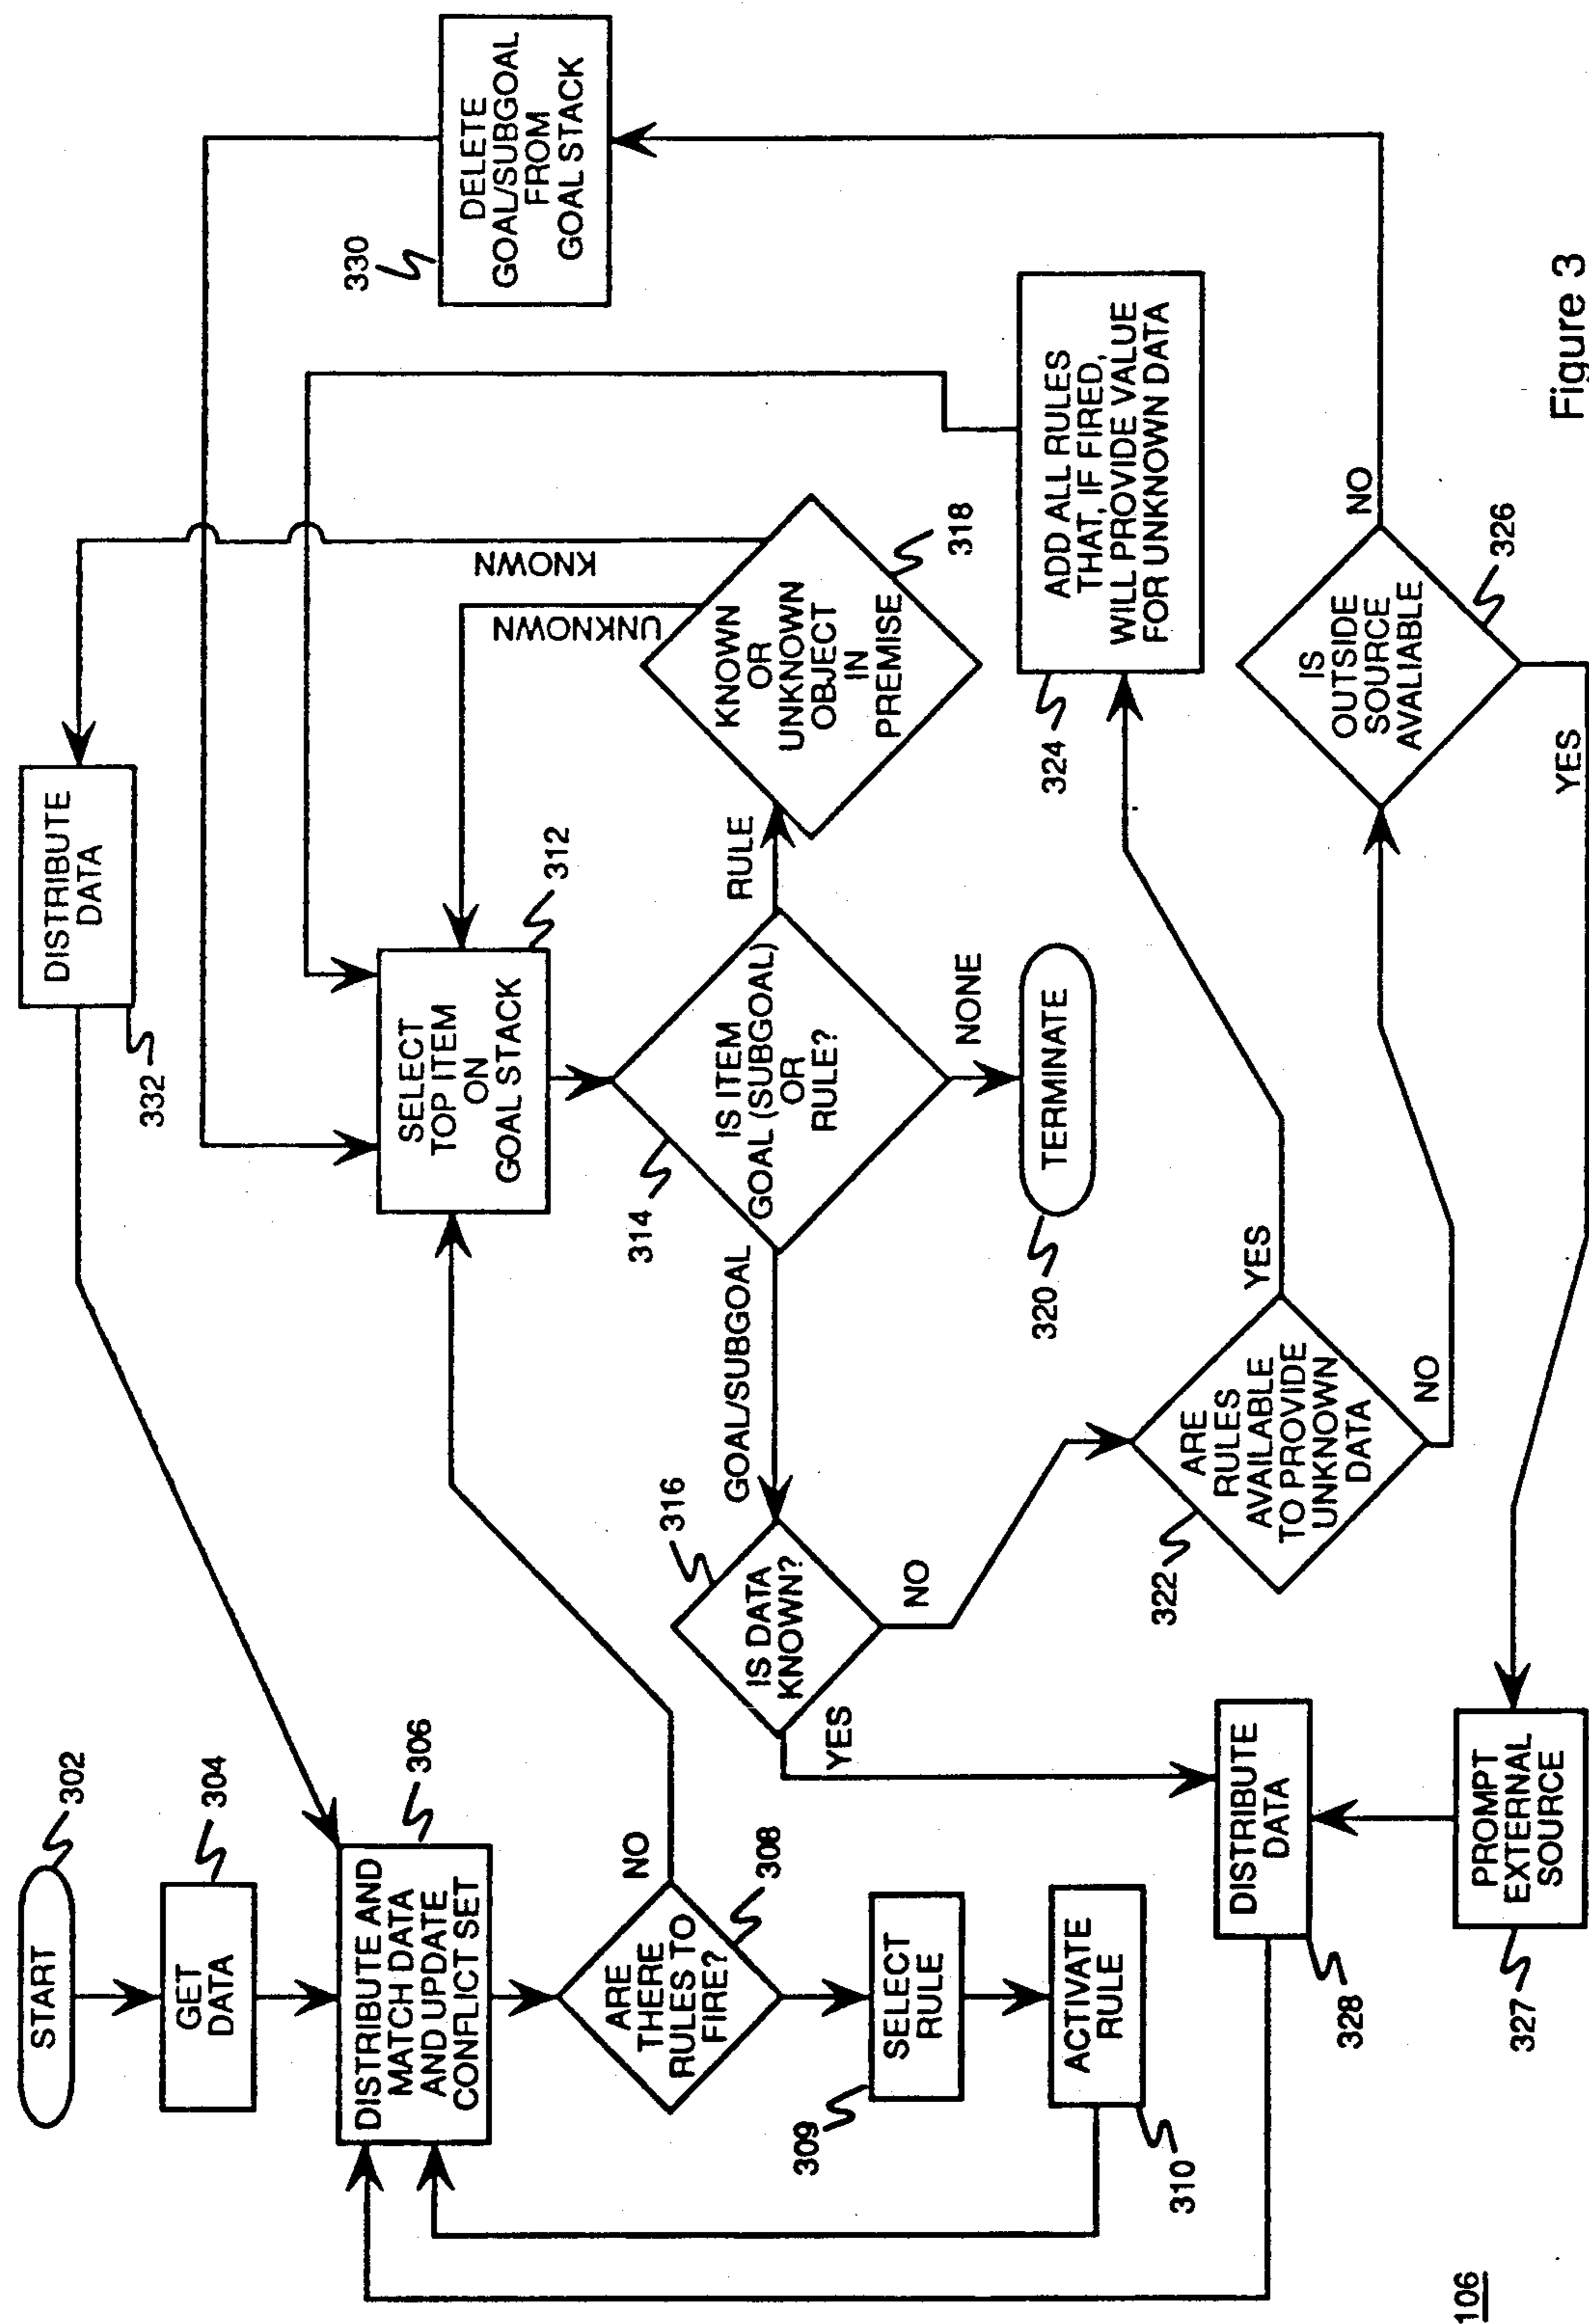 START
302
GET
DATA
304
DISTRIBUTE AND
MATCH DATA
AND UPDATE
CONFLICT SET
306
ARE
THERE
RULES TO
FIRE?
308
NO
SELECT
RULE
309
ACTIVATE
RULE
310
DISTRIBUTE
DATA
332
SELECT
TOP ITEM
ON
GOAL STACK
312
IS ITEM
GOAL (SUBGOAL)
OR
RULE?
314
GOAL/SUBGOAL
RULE
NONE
TERMINATE
320
IS DATA
KNOWN?
316
YES
NO
KNOWN
OR
UNKNOWN
OBJECT
IN
PREMISE
318
UNKNOWN
KNOWN
ARE
RULES
AVAILABLE
TO PROVIDE
UNKNOWN
DATA
322
YES
NO
ADD ALL RULES
THAT, IF FIRED,
WILL PROVIDE VALUE
FOR UNKNOWN DATA
324
IS
OUTSIDE
SOURCE
AVALIABLE
326
NO
YES
DELETE
GOAL/SUBGOAL
FROM
GOAL STACK
330
DISTRIBUTE
DATA
328
PROMPT
EXTERNAL
SOURCE
327
106
Figure 3